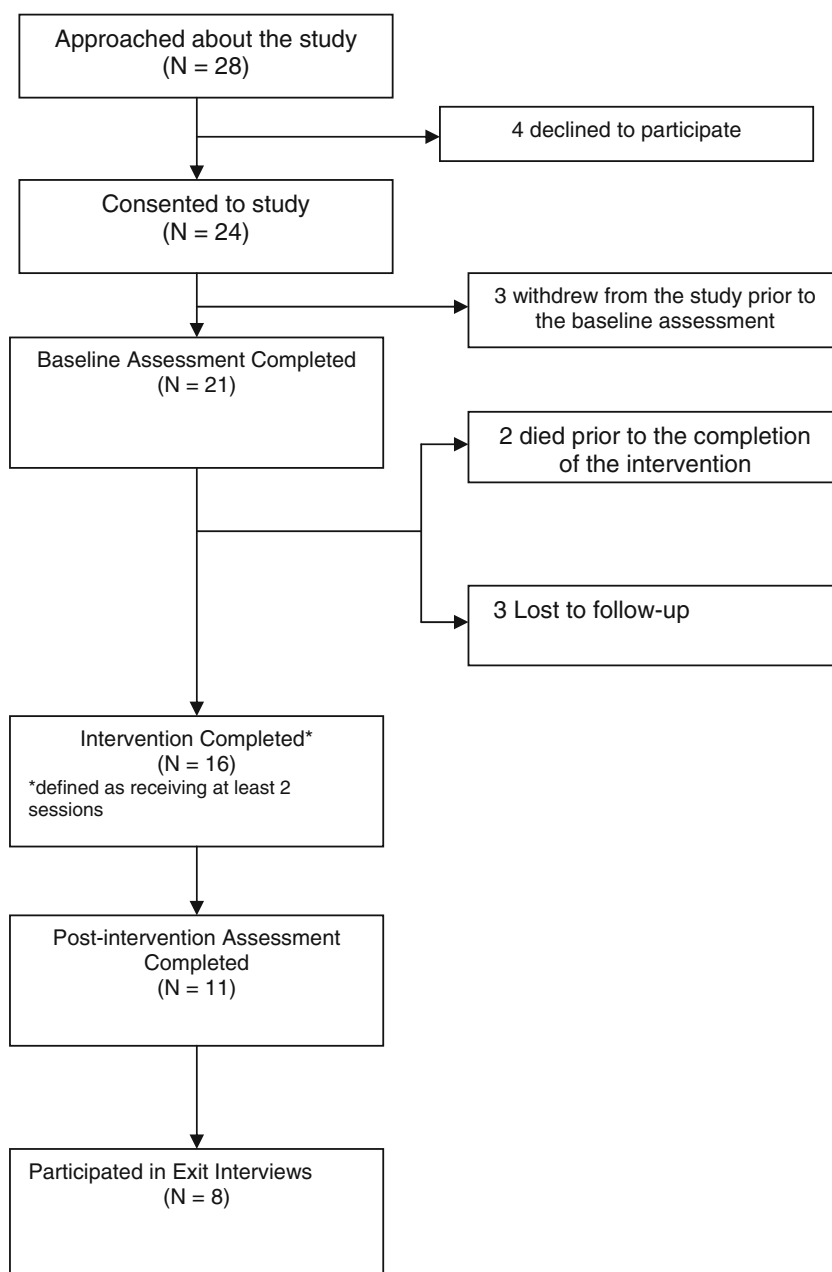 Approached about the study
(N = 28)
4 declined to participate
Consented to study
(N = 24)
3 withdrew from the study prior to
the baseline assessment
Baseline Assessment Completed
(N = 21)
2 died prior to the completion
of the intervention
3 Lost to follow-up
Intervention Completed*
(N = 16)
*defined as receiving at least 2
sessions
Post-intervention Assessment
Completed
(N = 11)
Participated in Exit Interviews
(N = 8)